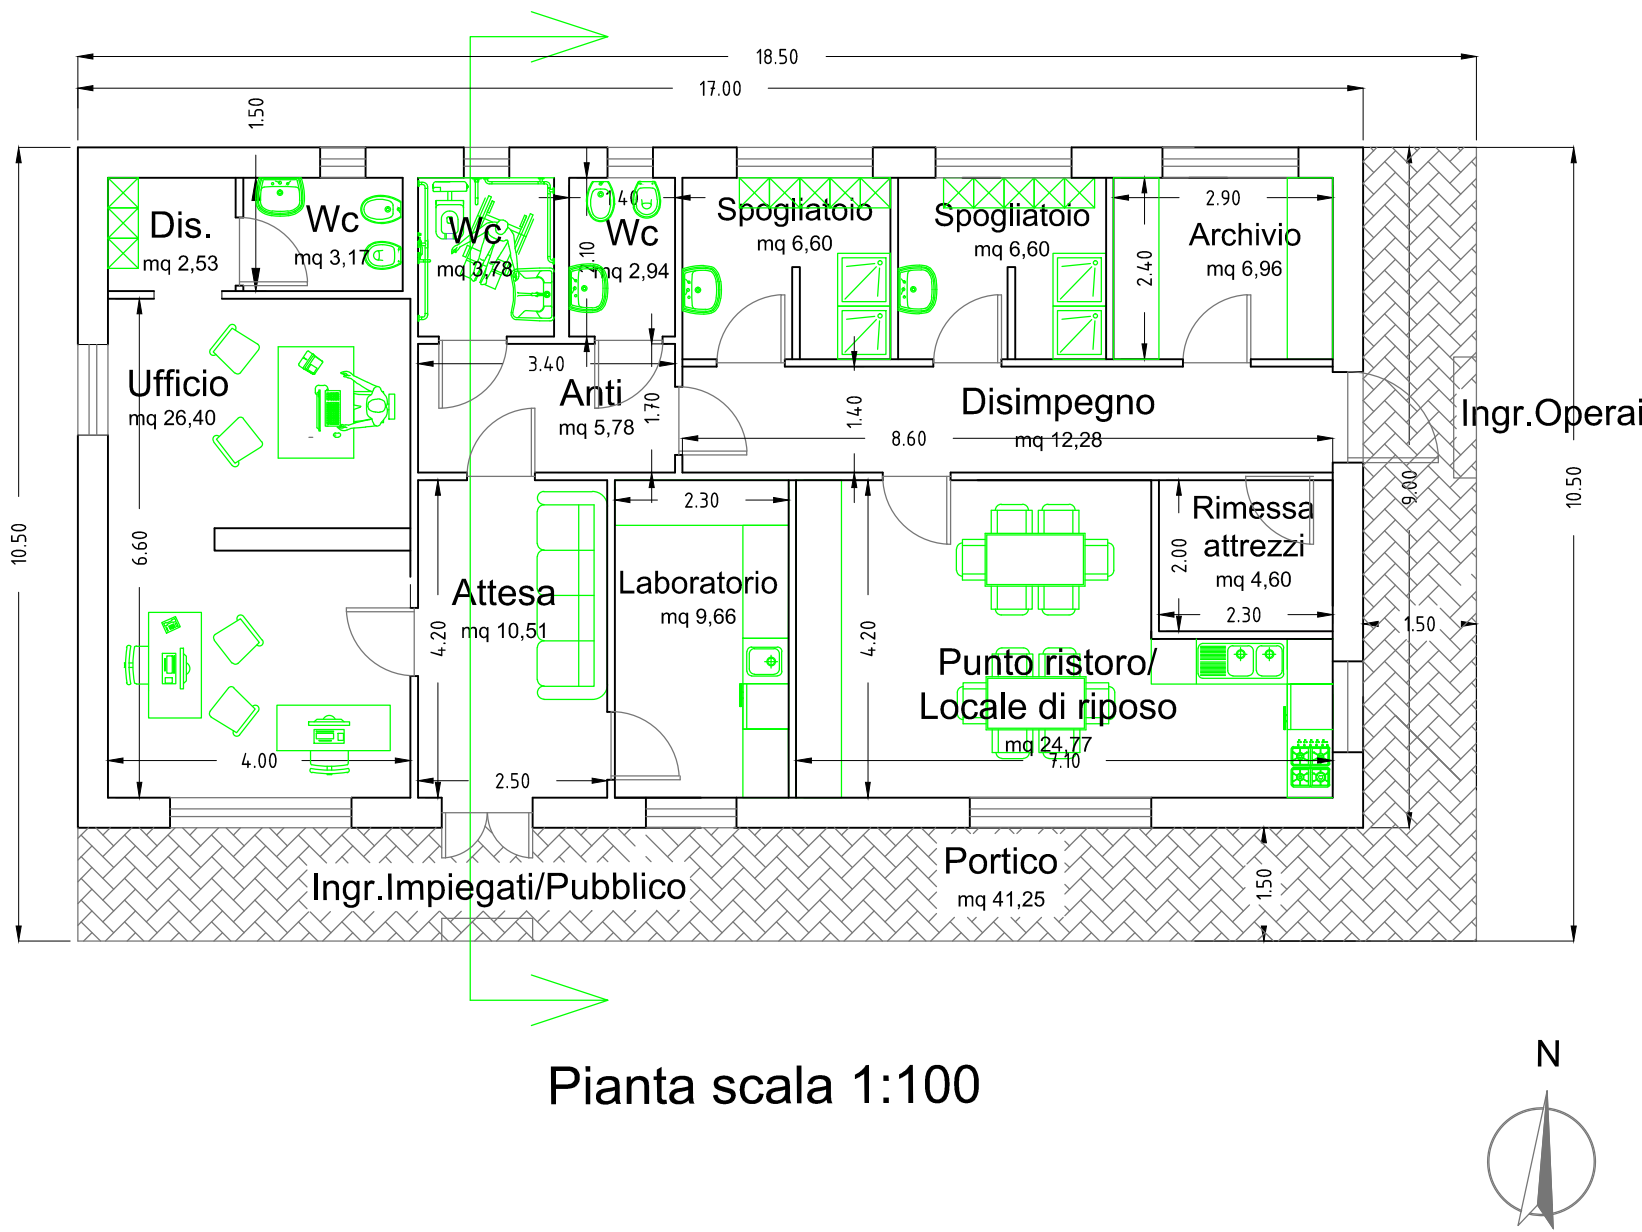 18.50
17.00
1.50
1.40
2.90
Dis.
mq 2,53
Wc
mq 3,17
Wc
mq 3,78
Wc
mq 2,94
2.10
Spogliatoio
mq 6,60
Spogliatoio
mq 6,60
Archivio
mq 6,96
2.40
Ufficio
mq 26,40
3.40
Anti
mq 5,78
1.70
1.40
8.60
Disimpegno
mq 12,28
Ingr.Operai
9.00
10.50
10.50
6.60
2.30
Attesa
mq 10,51
4.20
Laboratorio
mq 9,66
4.20
Rimessa
attrezzi
mq 4,60
2.00
2.30
1.50
Punto ristoro/
Locale di riposo
mq 24,77
7.10
4.00
2.50
Ingr.Impiegati/Pubblico
Portico
mq 41,25
1.50
Pianta scala 1:100
N